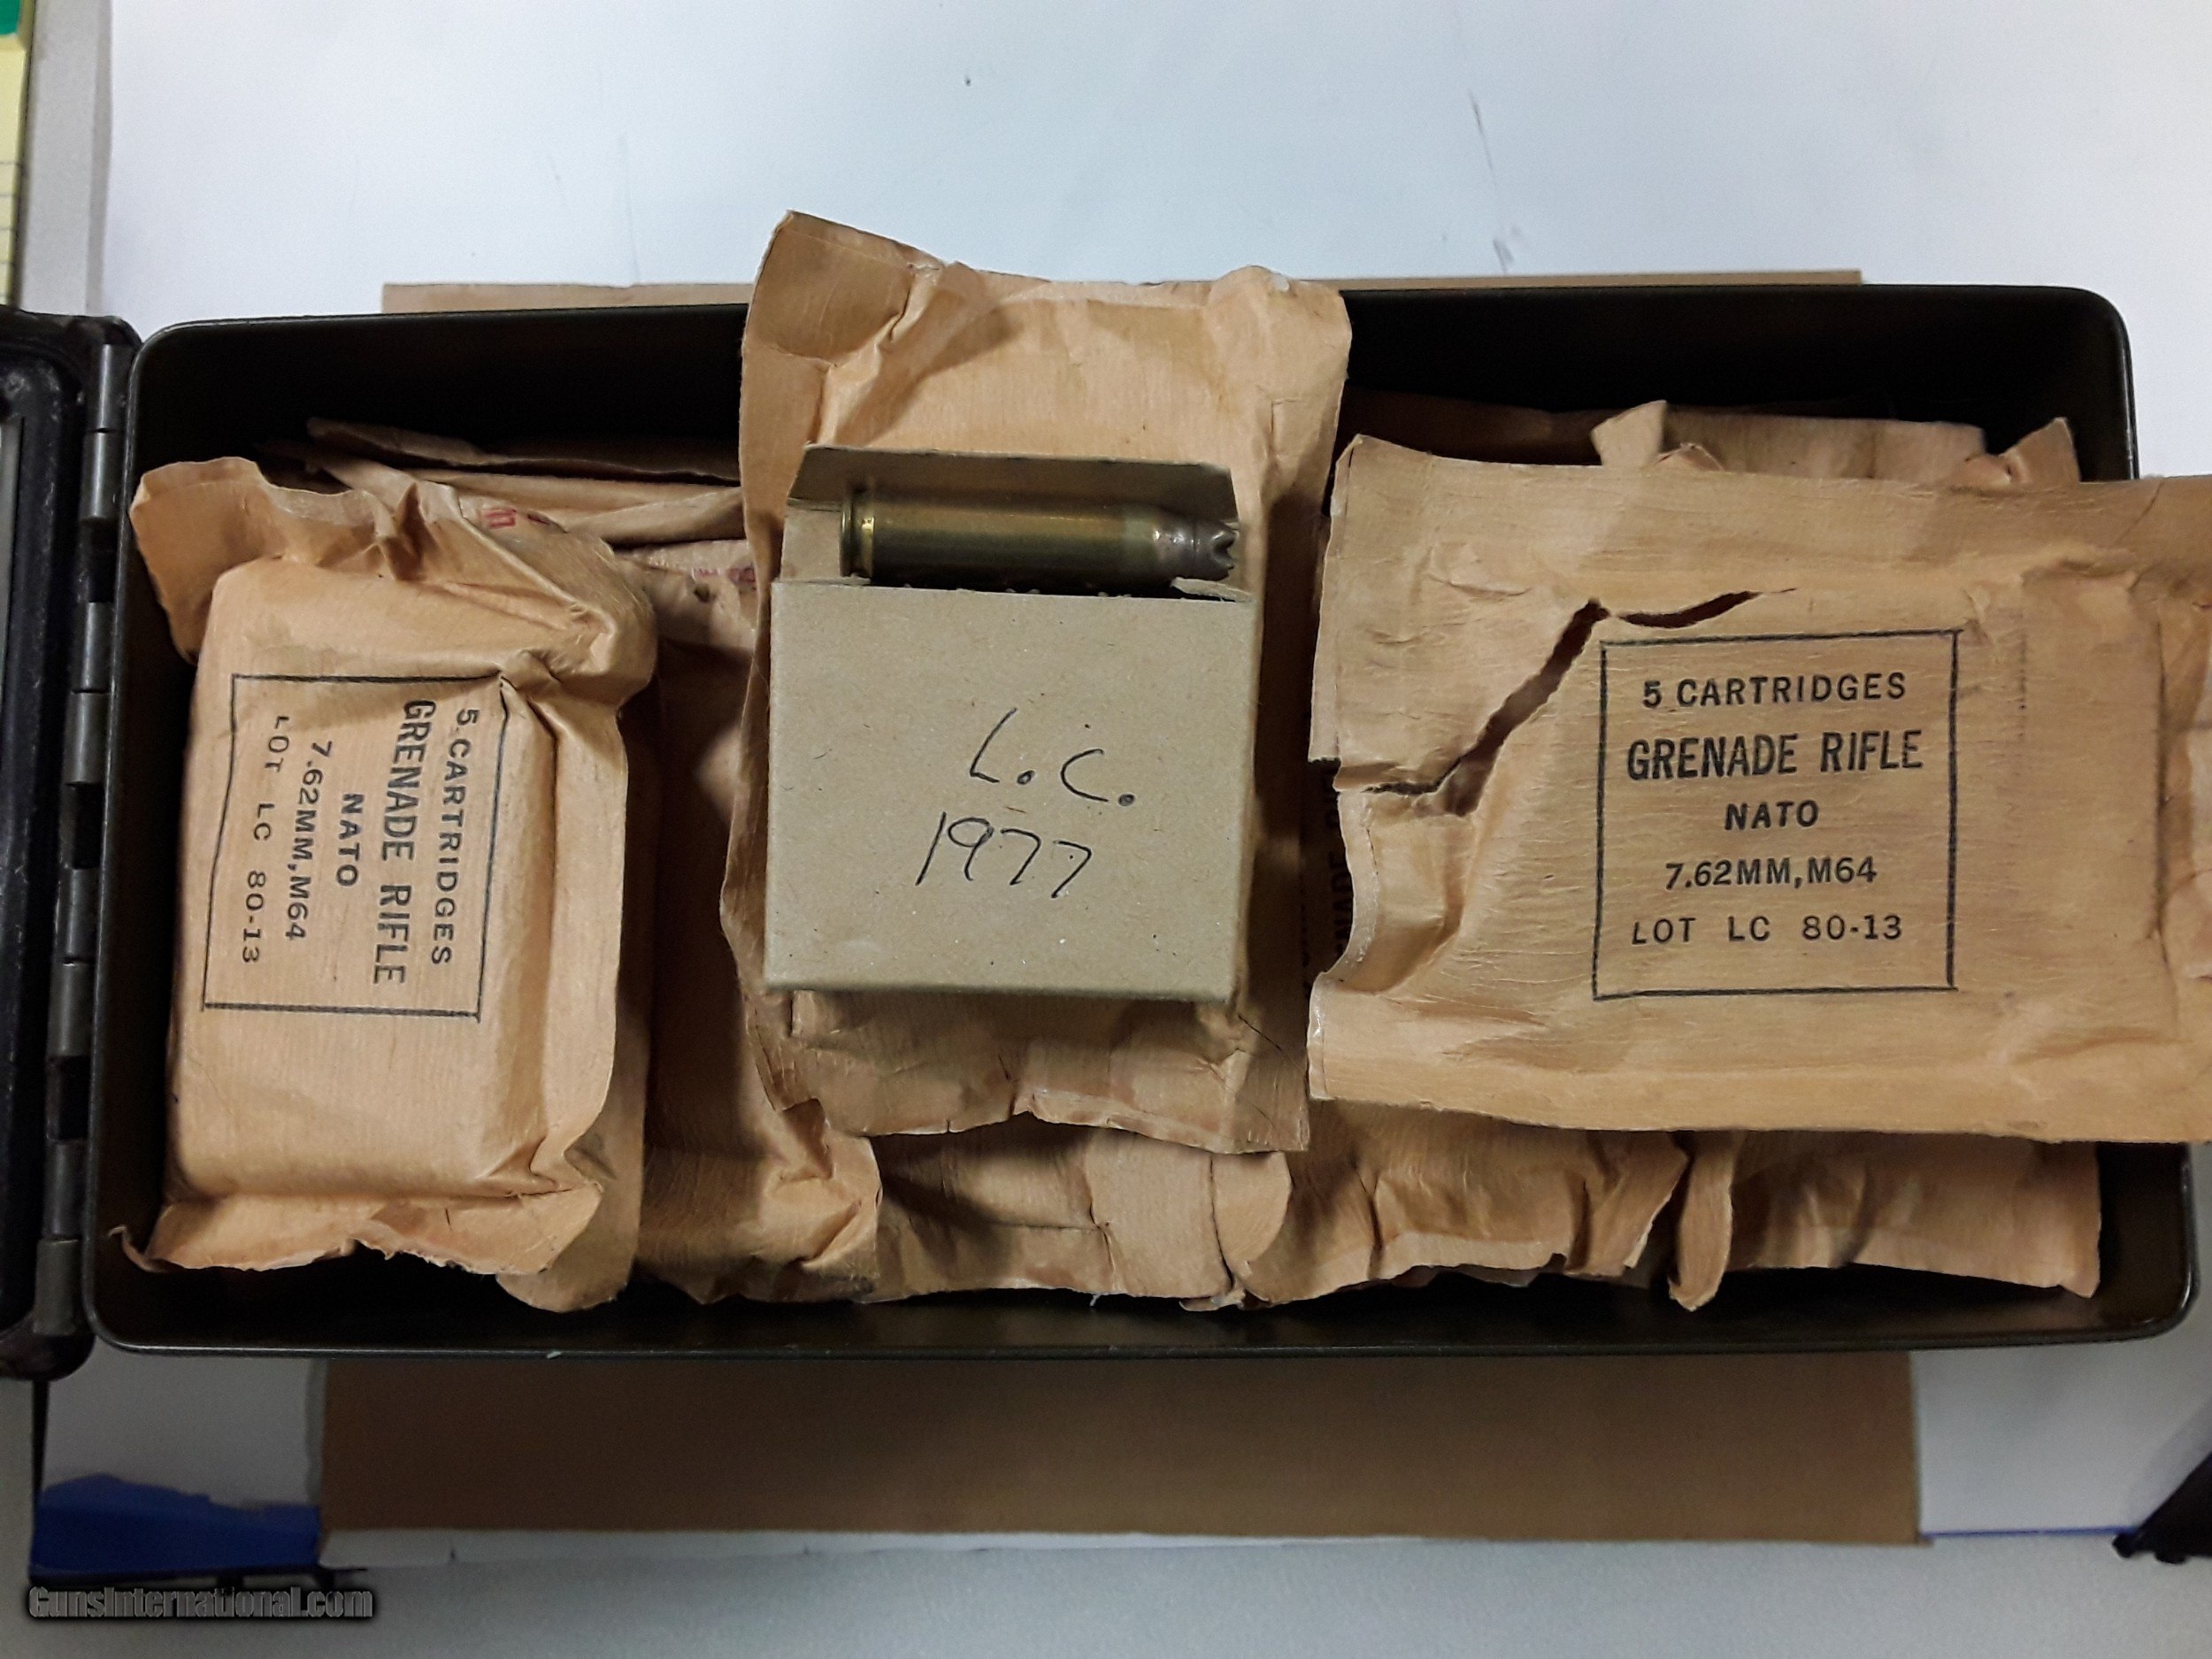 5 CARTRIDGES
GRENADE RIFLE
NATO
7.62MM, M64
LOT LC 80-13
L.C.
1977
5 CARTRIDGES
GRENADE RIFLE
NATO
7.62MM, M64
LOT LC 80-13
GunsInternational.com